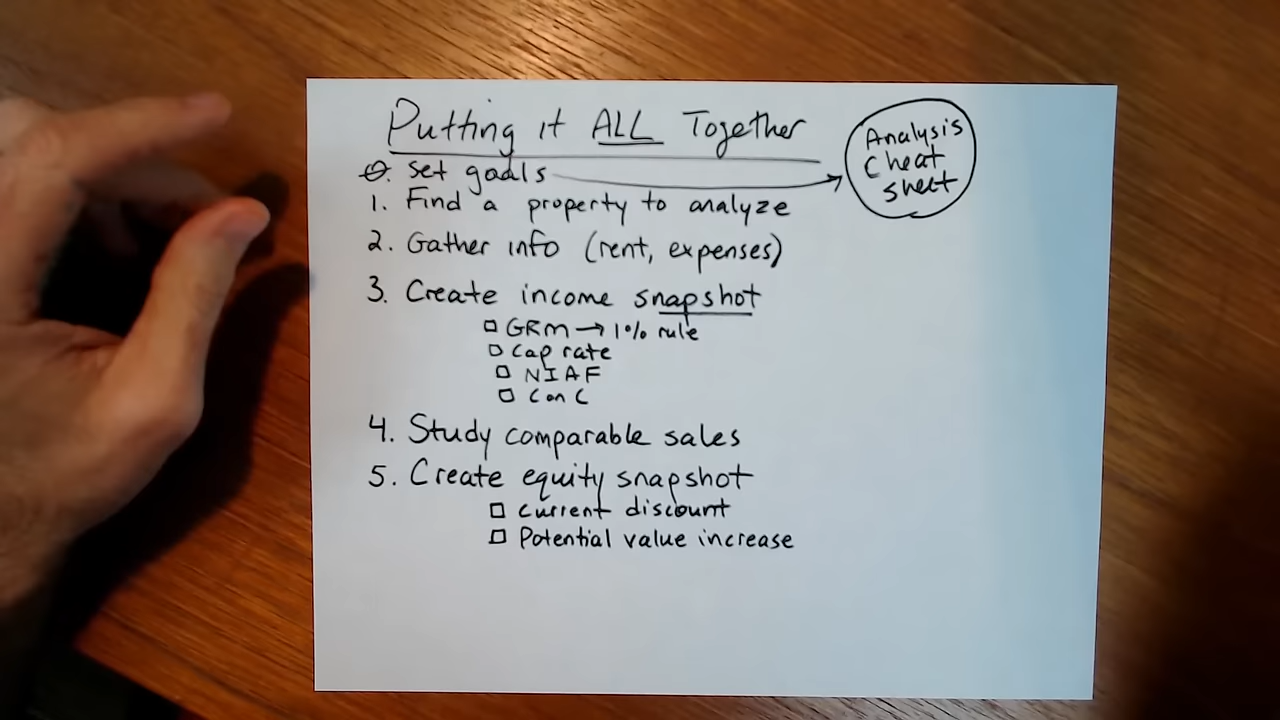 Putting it ALL Together
0. Set goals
Analysis
Cheat
Sheet
1. Find a property to analyze
2. Gather info (rent, expenses)
3. Create income snapshot
GRM → 1% rule
Cap rate
NIAF
ConC
4. Study comparable sales
5. Create equity snapshot
Current discount
Potential value increase